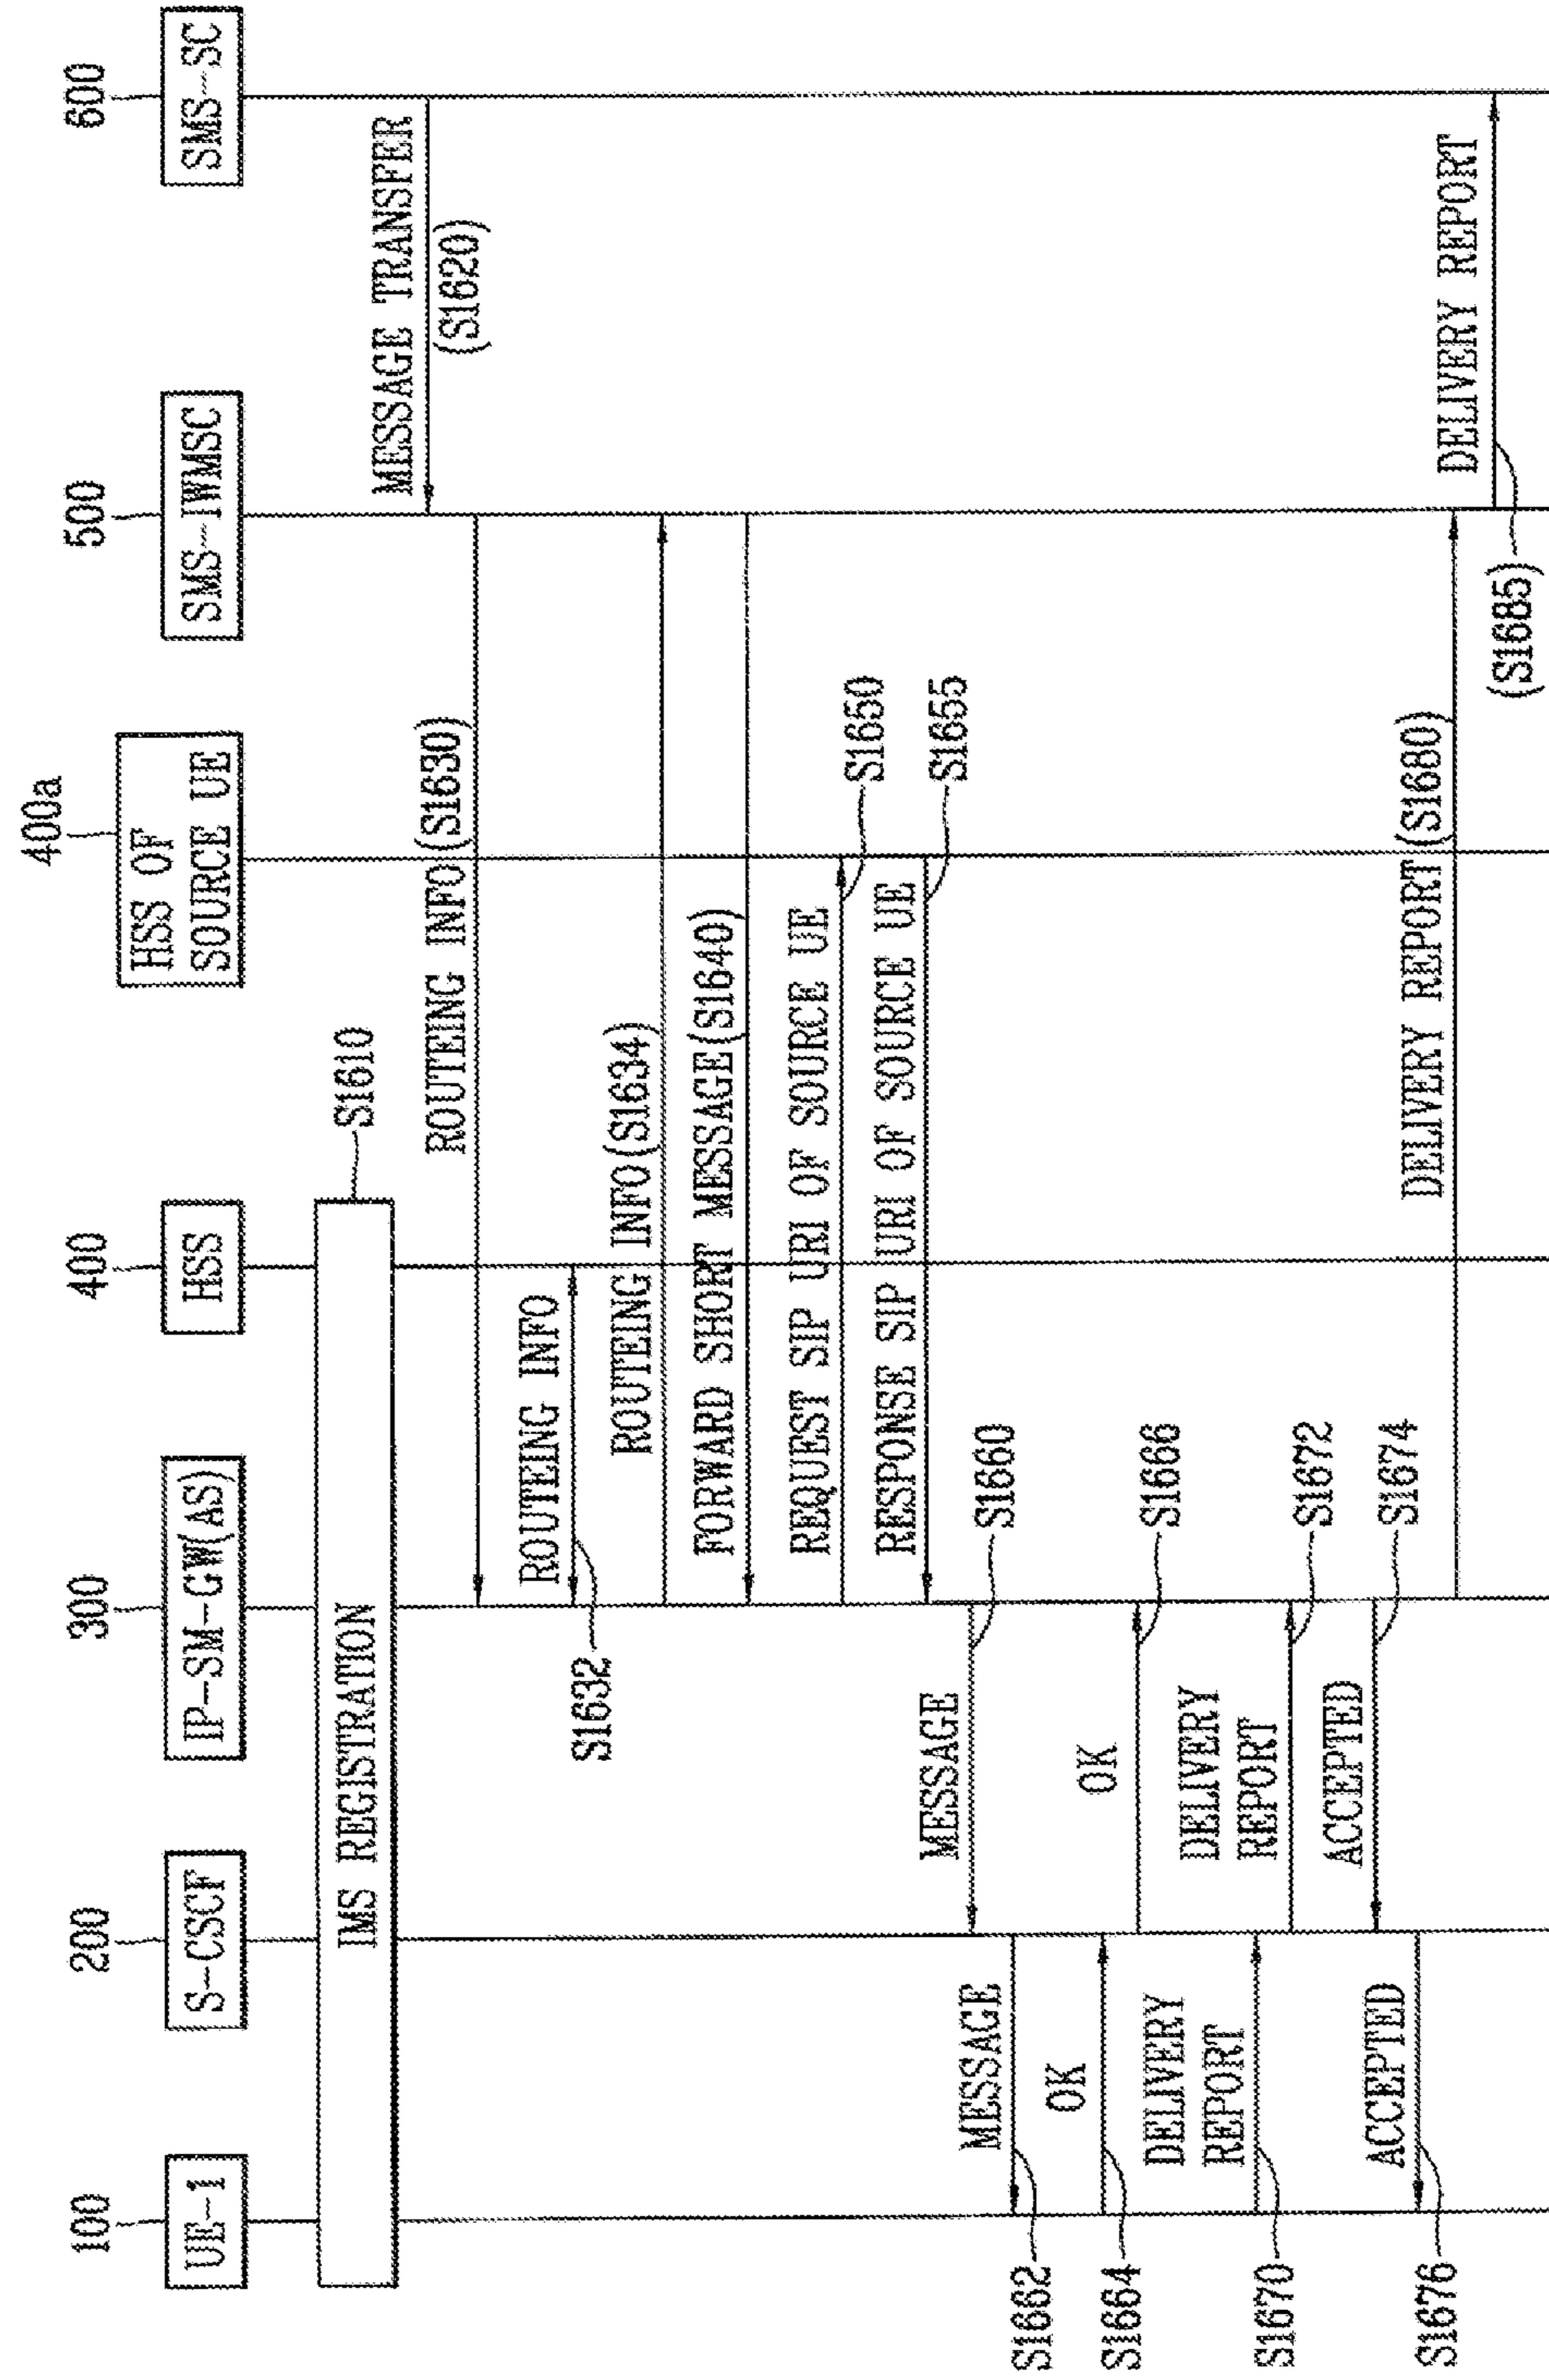 100
200
300
400
400a
500
600
UE-1
S-CSCF
IP-SM-GW(AS)
HSS
HSS OF
SOURCE UE
SMS-IWMSC
SMS-SC
IMS REGISTRATION
S1610
MESSAGE TRANSFER
(S1620)
ROUTEING INFO(S1630)
ROUTEING INFO
S1632
ROUTEING INFO(S1634)
FORWARD SHORT MESSAGE(S1640)
REQUEST SIP URI OF SOURCE UE
S1650
RESPONSE SIP URI OF SOURCE UE
S1655
MESSAGE
S1660
MESSAGE
S1662
OK
S1664
OK
S1666
DELIVERY
REPORT
S1670
DELIVERY
REPORT
S1672
ACCEPTED
S1674
ACCEPTED
S1676
DELIVERY REPORT(S1680)
DELIVERY REPORT
(S1685)